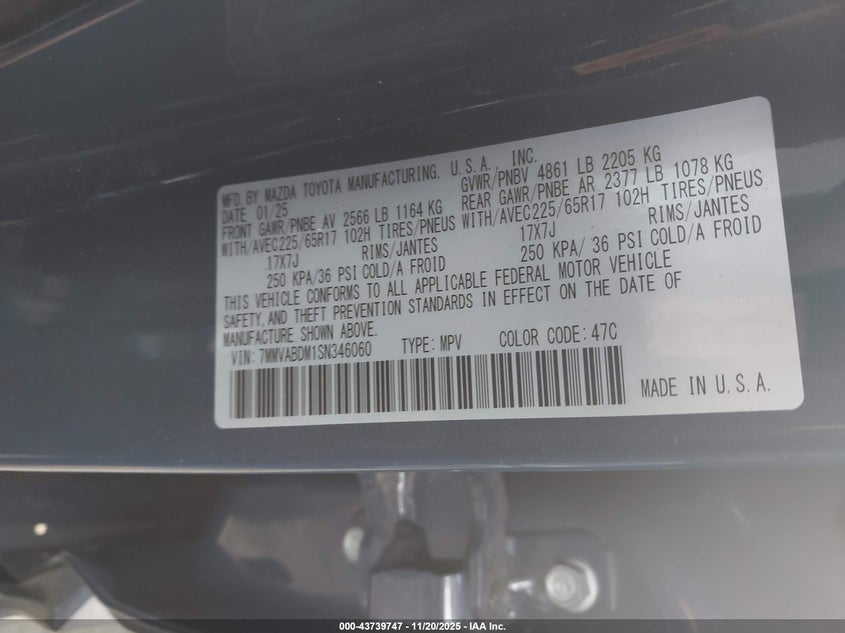 MFD. BY MAZDA TOYOTA MANUFACTURING, U.S.A., INC.
DATE 01/25 GVWR/PNBV 4861 LB 2205 KG
FRONT GAWR/PNBE AV 2566 LB 1164 KG REAR GAWR/PNBE AR 2377 LB 1078 KG
WITH/AVEC225/65R17 102H TIRES/PNEUS WITH/AVEC225/65R17 102H TIRES/PNEUS
17X7J RIMS/JANTES 17X7J RIMS/JANTES
250 KPA/36 PSI COLD/A FROID 250 KPA/ 36 PSI COLD/A FROID
THIS VEHICLE CONFORMS TO ALL APPLICABLE FEDERAL MOTOR VEHICLE
SAFETY, AND THEFT PREVENTION STANDARDS IN EFFECT ON THE DATE OF
MANUFACTURE SHOWN ABOVE.
VIN: 7MMVABDM1SN346060 TYPE: MPV COLOR CODE: 47C
MADE IN U.S.A.
000-43739747 - 11/20/2025 - IAA Inc.